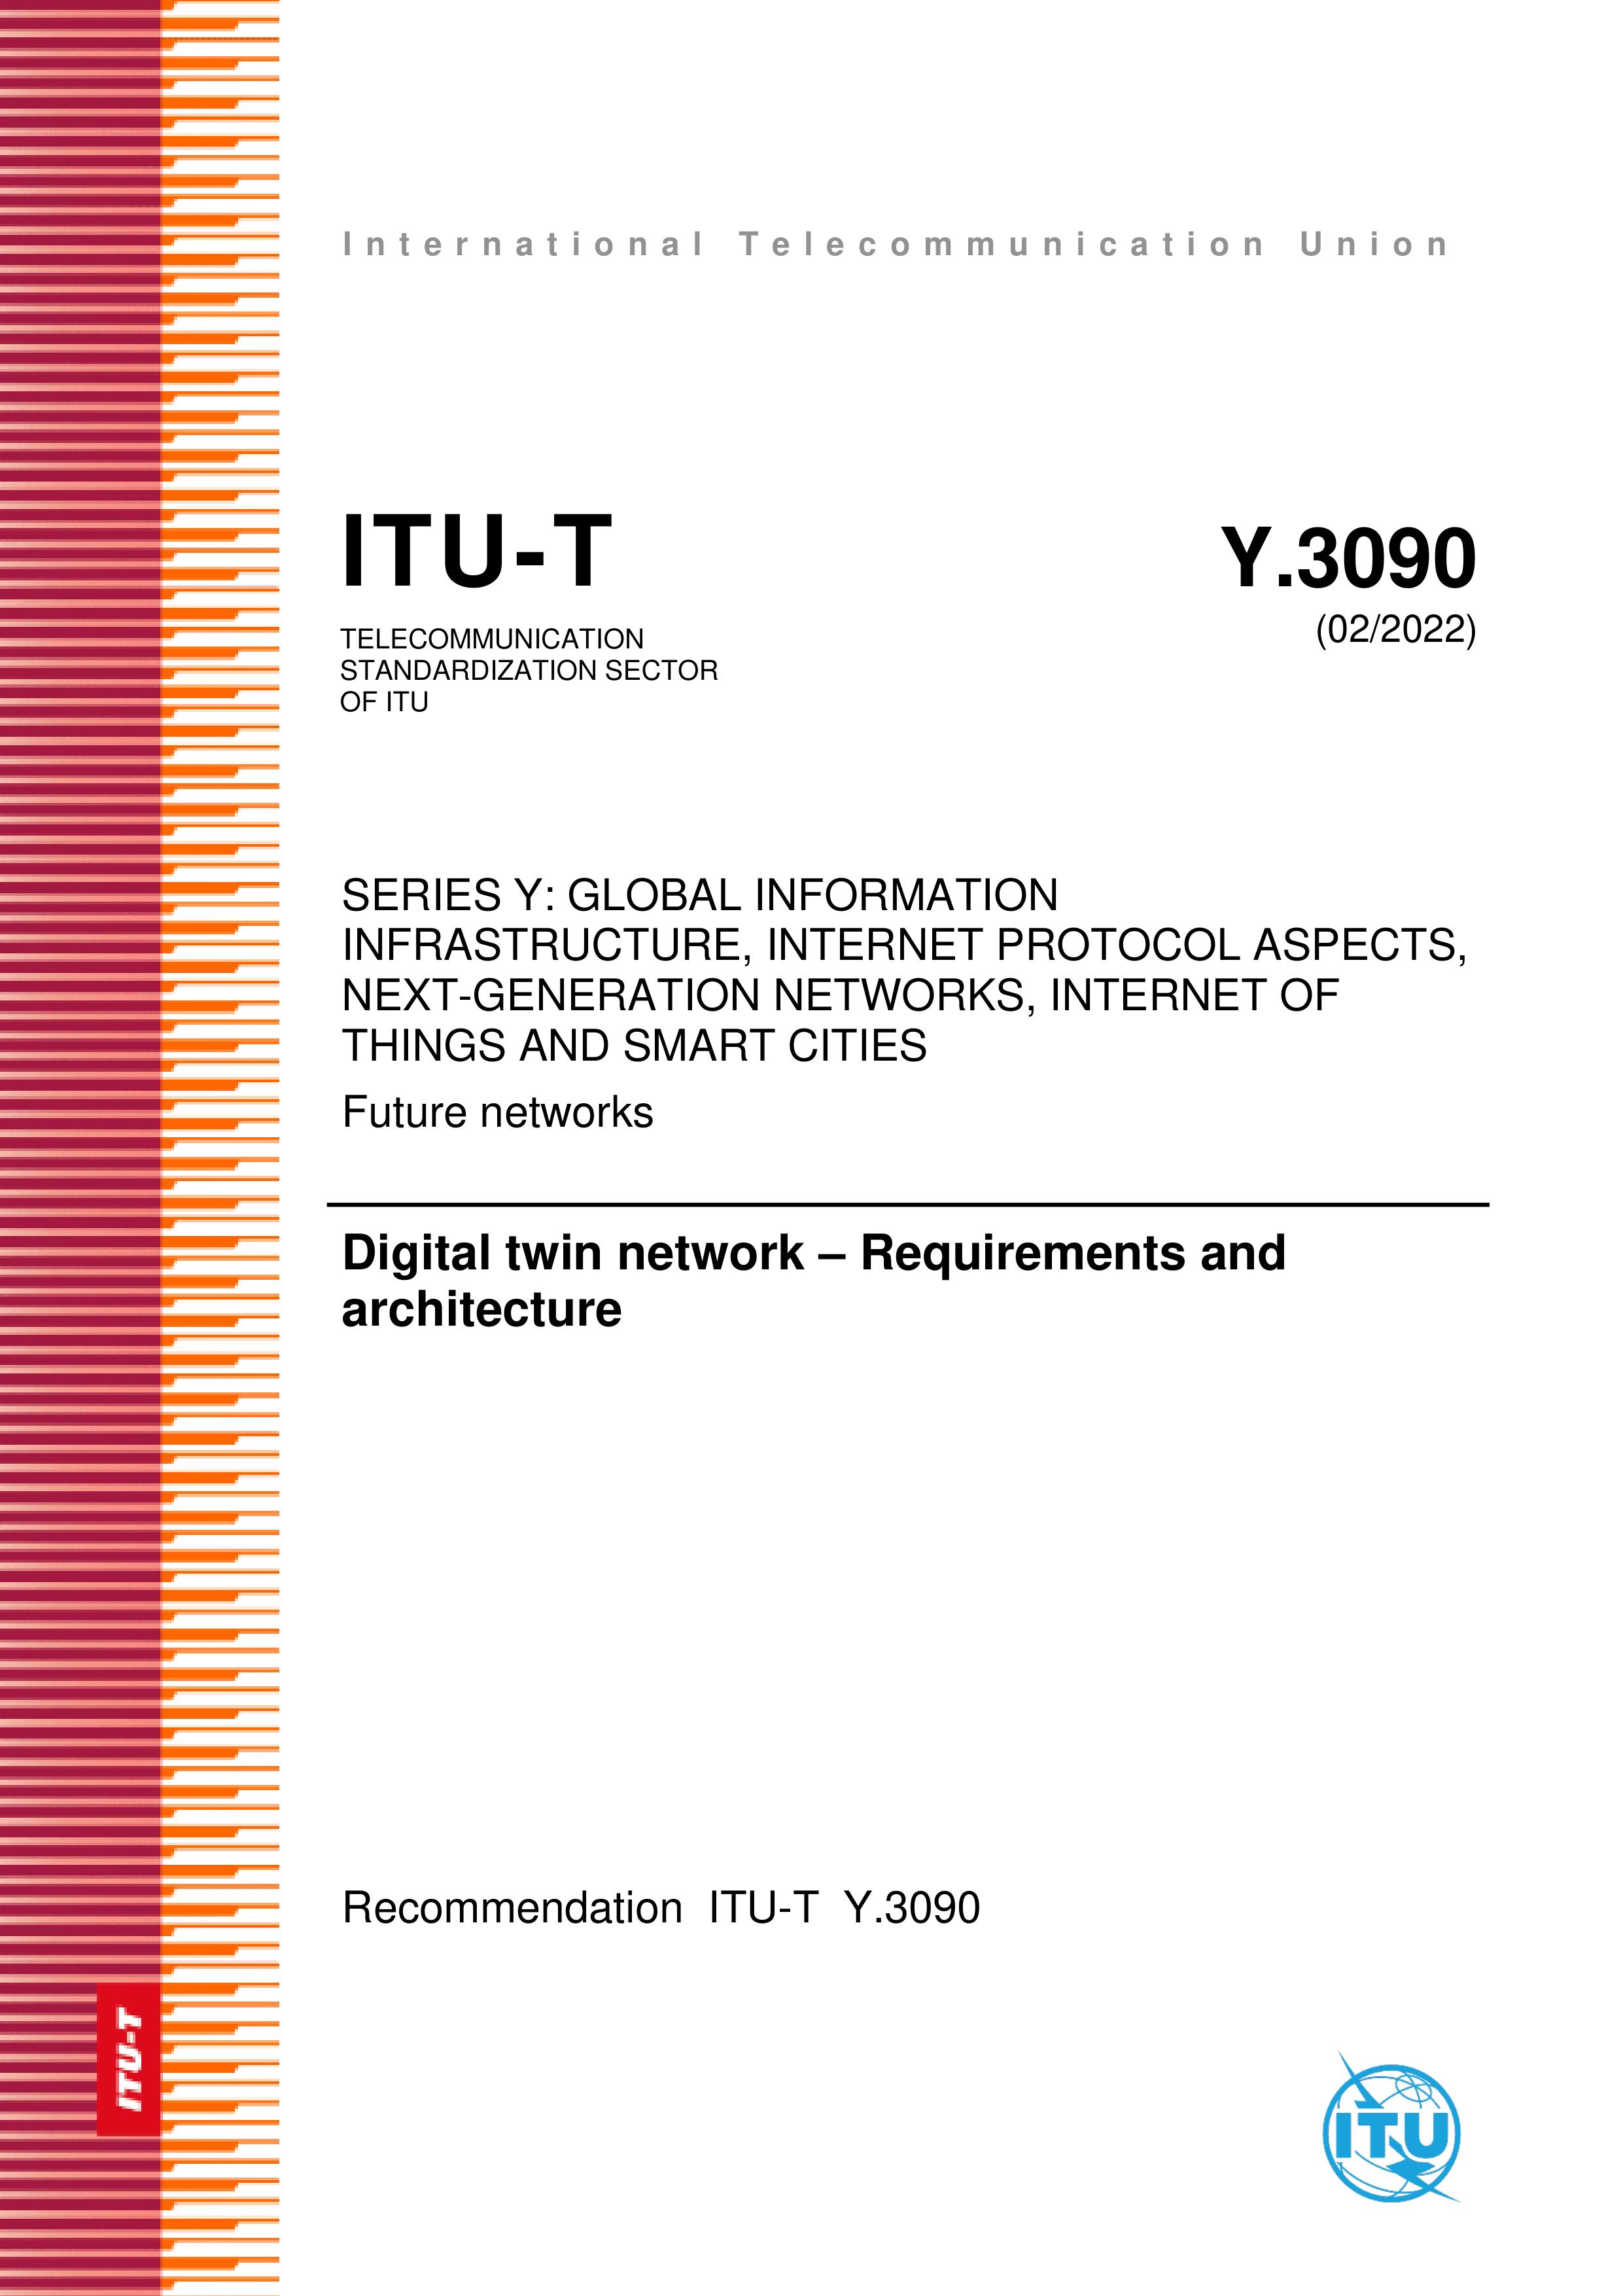 International Telecommunication Union
ITU-T
Y.3090
TELECOMMUNICATION
STANDARDIZATION SECTOR
OF ITU
(02/2022)
SERIES Y: GLOBAL INFORMATION
INFRASTRUCTURE, INTERNET PROTOCOL ASPECTS,
NEXT-GENERATION NETWORKS, INTERNET OF
THINGS AND SMART CITIES
Future networks
Digital twin network – Requirements and
architecture
Recommendation ITU-T Y.3090
ITU-T
ITU